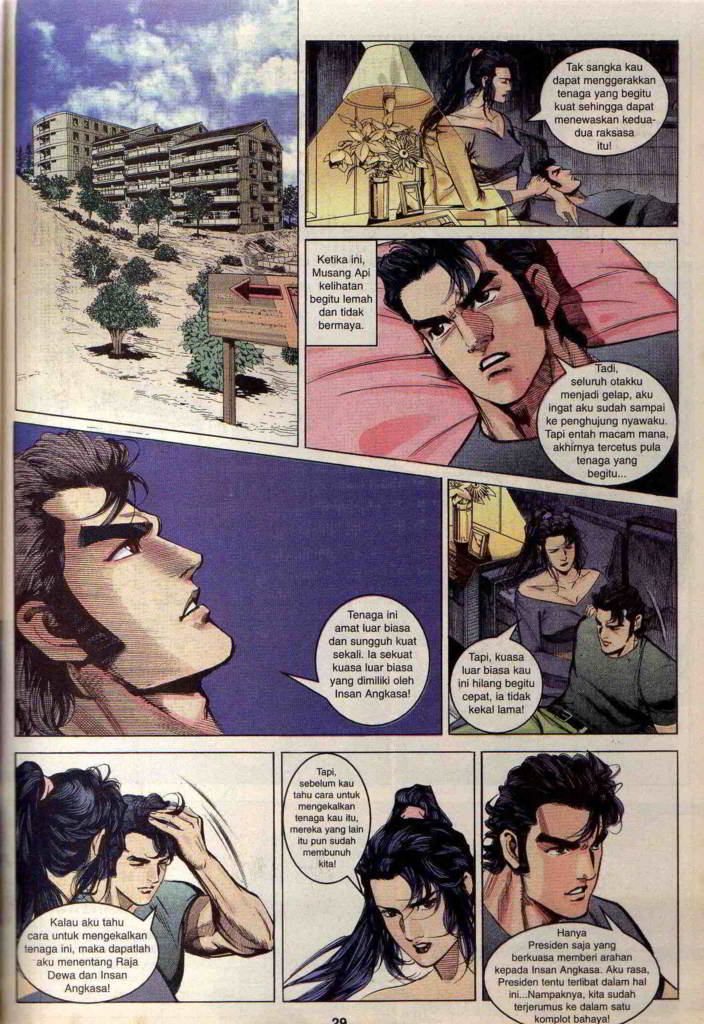 Tak sangka kau
dapat menggerakkan
tenaga yang begitu
kuat sehingga dapat
menewaskan kedua-
dua raksasa
itu!
Ketika ini,
Musang Api
kelihatan
begitu lemah
dan tidak
bermaya.
Tadi,
seluruh otakku
menjadi gelap, aku
ingat aku sudah sampai
ke penghujung nyawaku.
Tapi entah macam mana,
akhirnya tercetus pula
tenaga yang
begitu...
Tenaga ini
amat luar biasa
dan sungguh kuat
sekali. Ia sekuat
kuasa luar biasa
yang dimiliki oleh
Insan Angkasa!
Tapi, kuasa
luar biasa kau
ini hilang begitu
cepat, ia tidak
kekal lama!
Kalau aku tahu
cara untuk mengekalkan
tenaga ini, maka dapatlah
aku menentang Raja
Dewa dan Insan
Angkasa!
Tapi,
sebelum kau
tahu cara untuk
mengekalkan
tenaga kau itu,
mereka yang lain
itu pun sudah
membunuh
kita!
Hanya
Presiden saja yang
berkuasa memberi arahan
kepada Insan Angkasa. Aku rasa,
Presiden tentu terlibat dalam hal
ini...Nampaknya, kita sudah
terjerumus ke dalam satu
komplot bahaya!
29